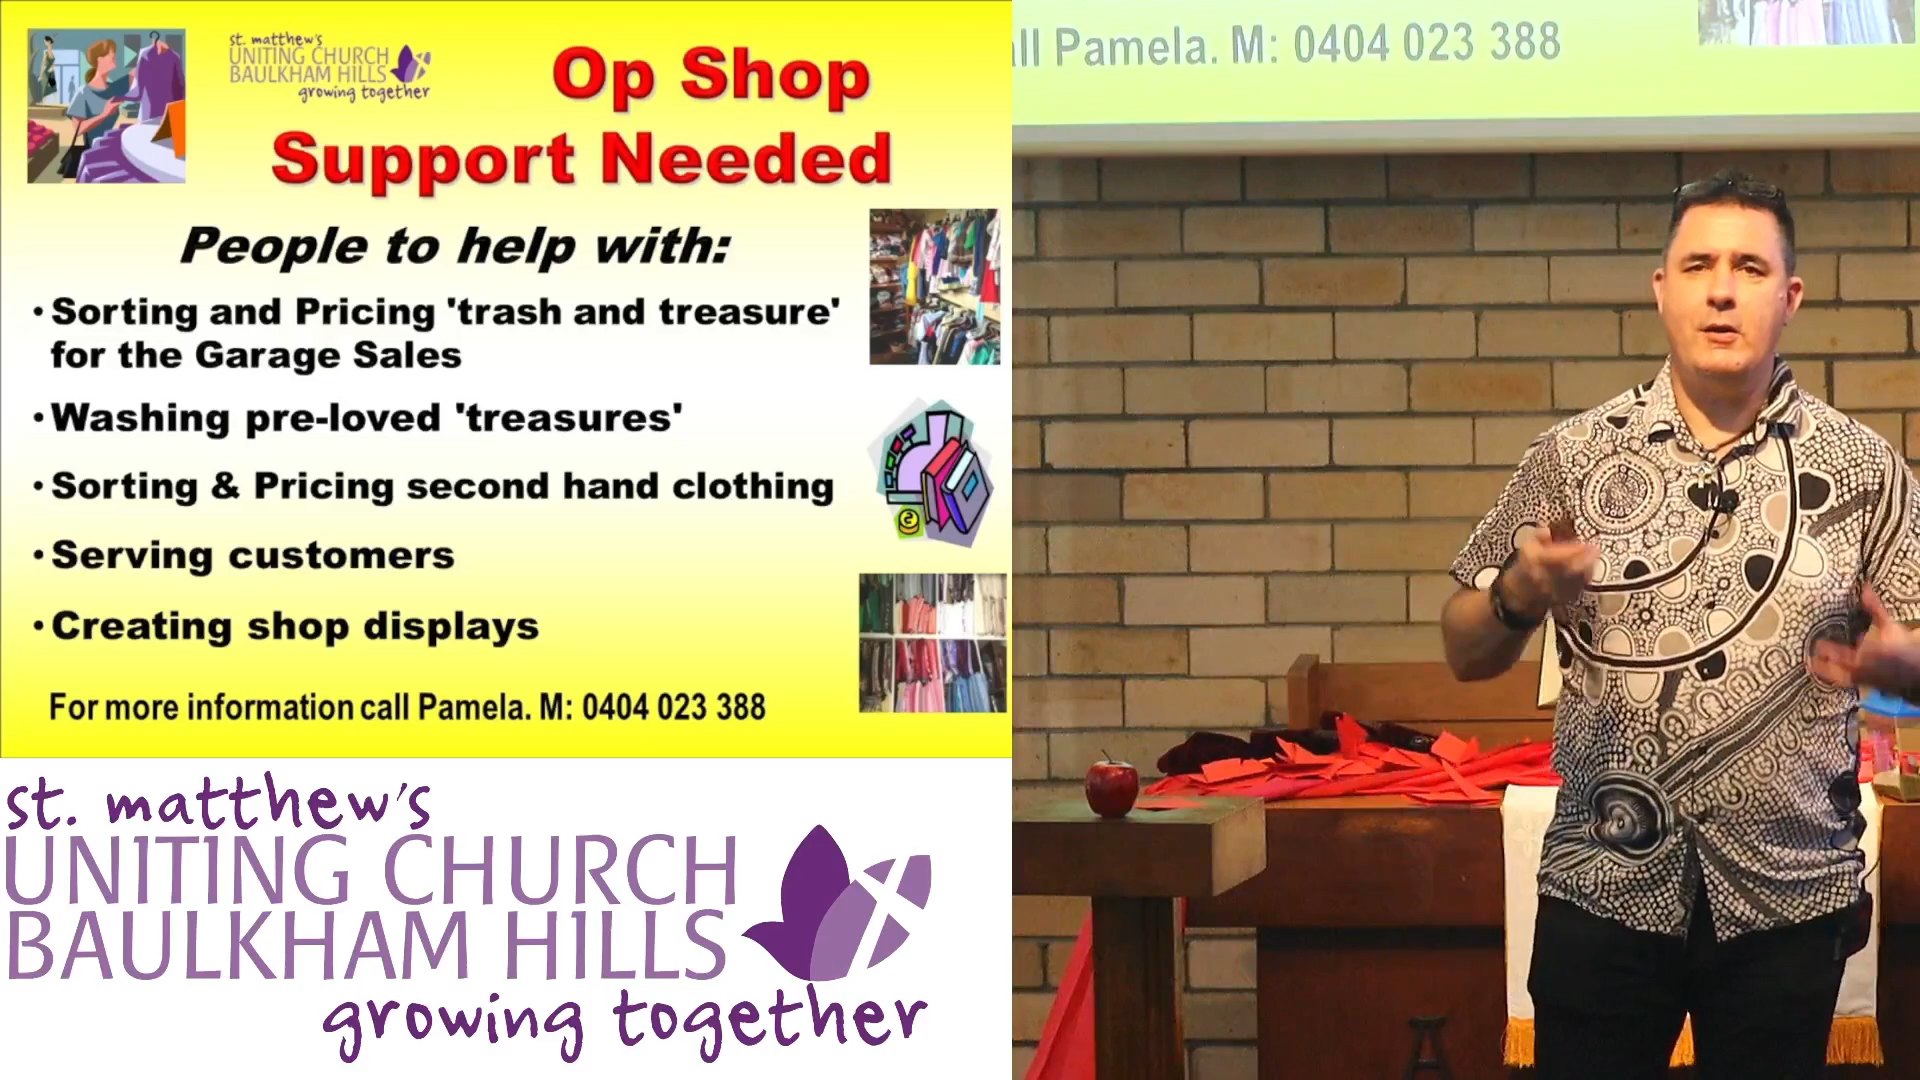 st. matthew's
UNITING CHURCH
BAULKHAM HILLS
growing together
Op Shop
Support Needed
People to help with:
• Sorting and Pricing 'trash and treasure'
for the Garage Sales
• Washing pre-loved 'treasures'
• Sorting & Pricing second hand clothing
• Serving customers
• Creating shop displays
For more information call Pamela. M: 0404 023 388
st. matthew's
UNITING CHURCH
BAULKHAM HILLS
growing together
all Pamela. M: 0404 023 388